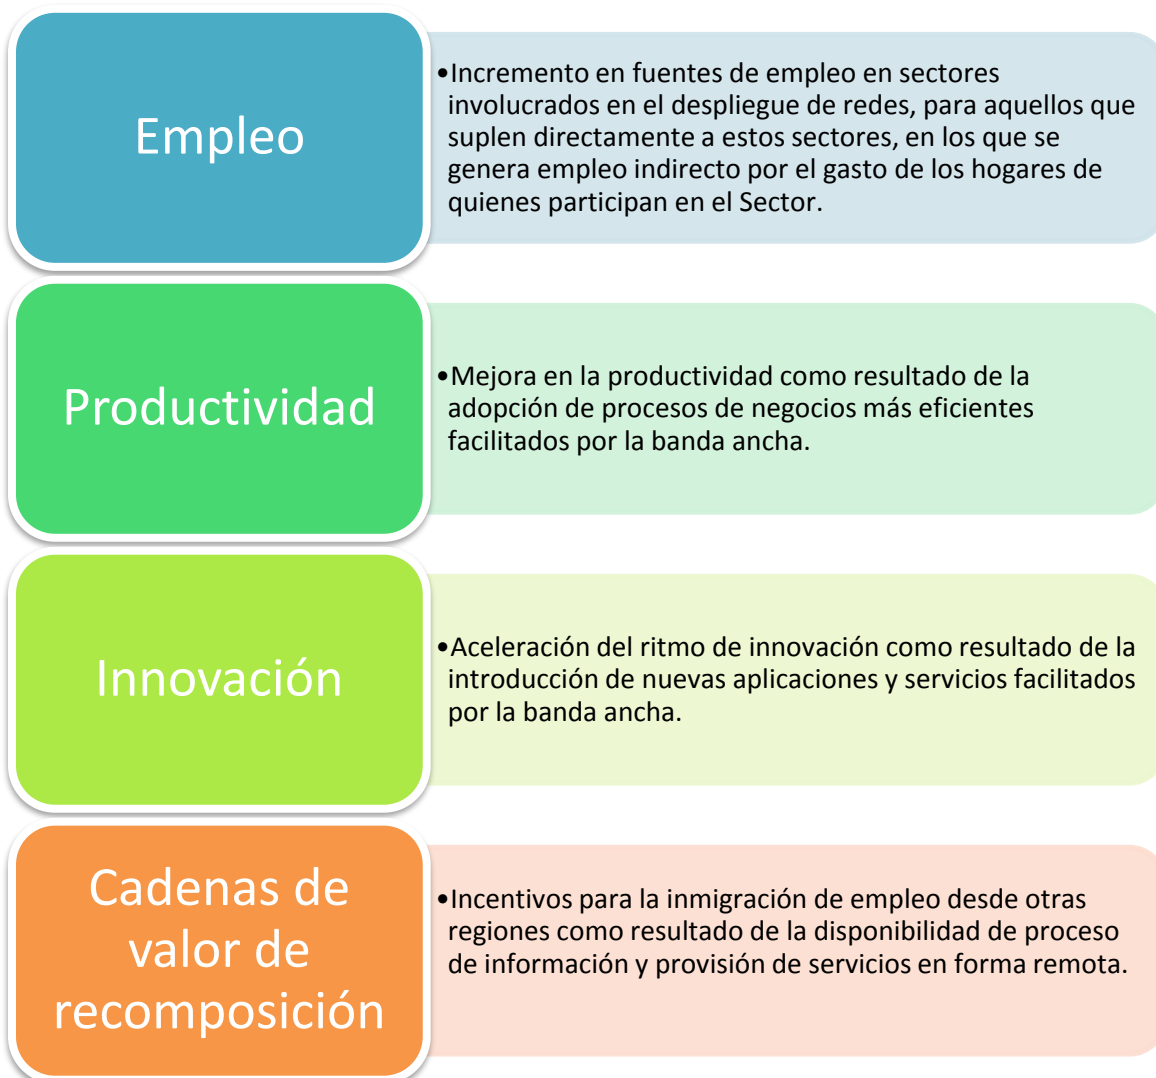 Empleo
•Incremento en fuentes de empleo en sectores
involucrados en el despliegue de redes, para aquellos que
suplen directamente a estos sectores, en los que se
genera empleo indirecto por el gasto de los hogares de
quienes participan en el Sector.
Productividad
•Mejora en la productividad como resultado de la
adopción de procesos de negocios más eficientes
facilitados por la banda ancha.
Innovación
•Aceleración del ritmo de innovación como resultado de la
introducción de nuevas aplicaciones y servicios facilitados
por la banda ancha.
Cadenas de
valor de
recomposición
•Incentivos para la inmigración de empleo desde otras
regiones como resultado de la disponibilidad de proceso
de información y provisión de servicios en forma remota.